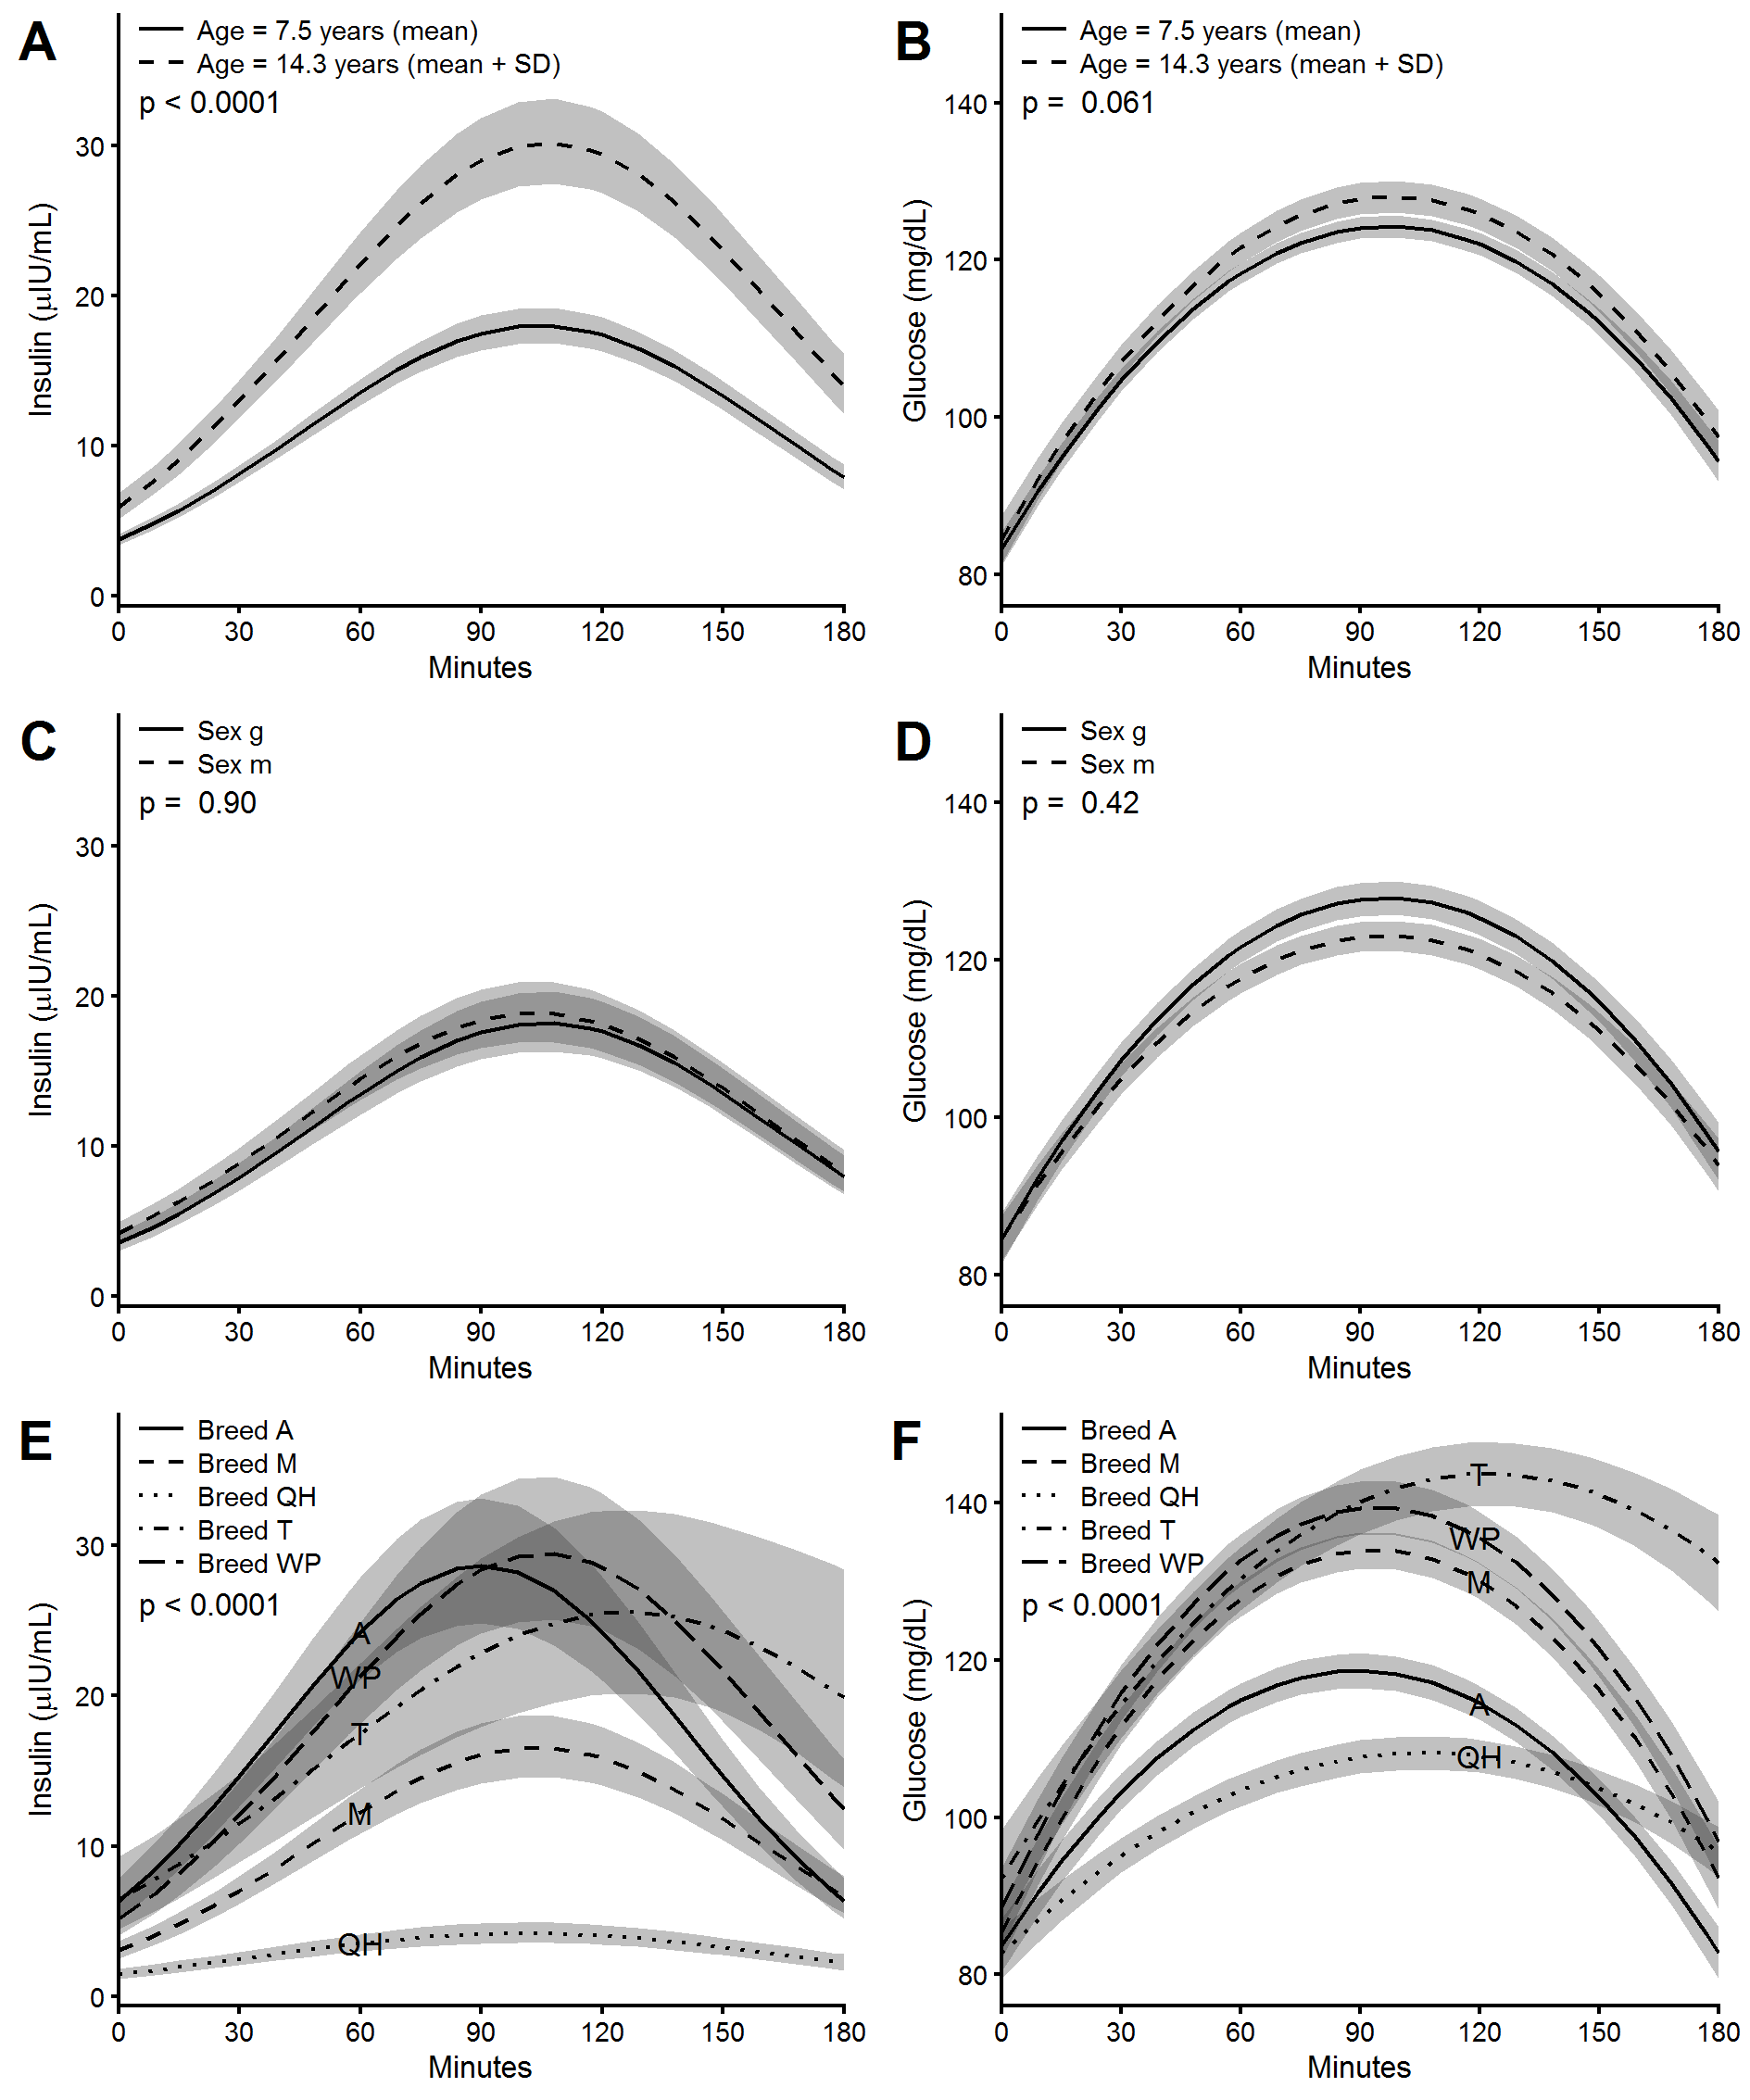 A
Age = 7.5 years (mean)
Age = 14.3 years (mean + SD)
p < 0.0001
Insulin (μIU/mL)
30
20
10
0
0 30 60 90 120 150 180
Minutes
B
Age = 7.5 years (mean)
Age = 14.3 years (mean + SD)
p = 0.061
Glucose (mg/dL)
140
120
100
80
0 30 60 90 120 150 180
Minutes
C
Sex g
Sex m
p = 0.90
Insulin (μIU/mL)
30
20
10
0
0 30 60 90 120 150 180
Minutes
D
Sex g
Sex m
p = 0.42
Glucose (mg/dL)
140
120
100
80
0 30 60 90 120 150 180
Minutes
E
Breed A
Breed M
Breed QH
Breed T
Breed WP
p < 0.0001
Insulin (μIU/mL)
30
20
10
0
A
WP
T
M
QH
0 30 60 90 120 150 180
Minutes
F
Breed A
Breed M
Breed QH
Breed T
Breed WP
p < 0.0001
Glucose (mg/dL)
140
120
100
80
T
WP
M
A
QH
0 30 60 90 120 150 180
Minutes